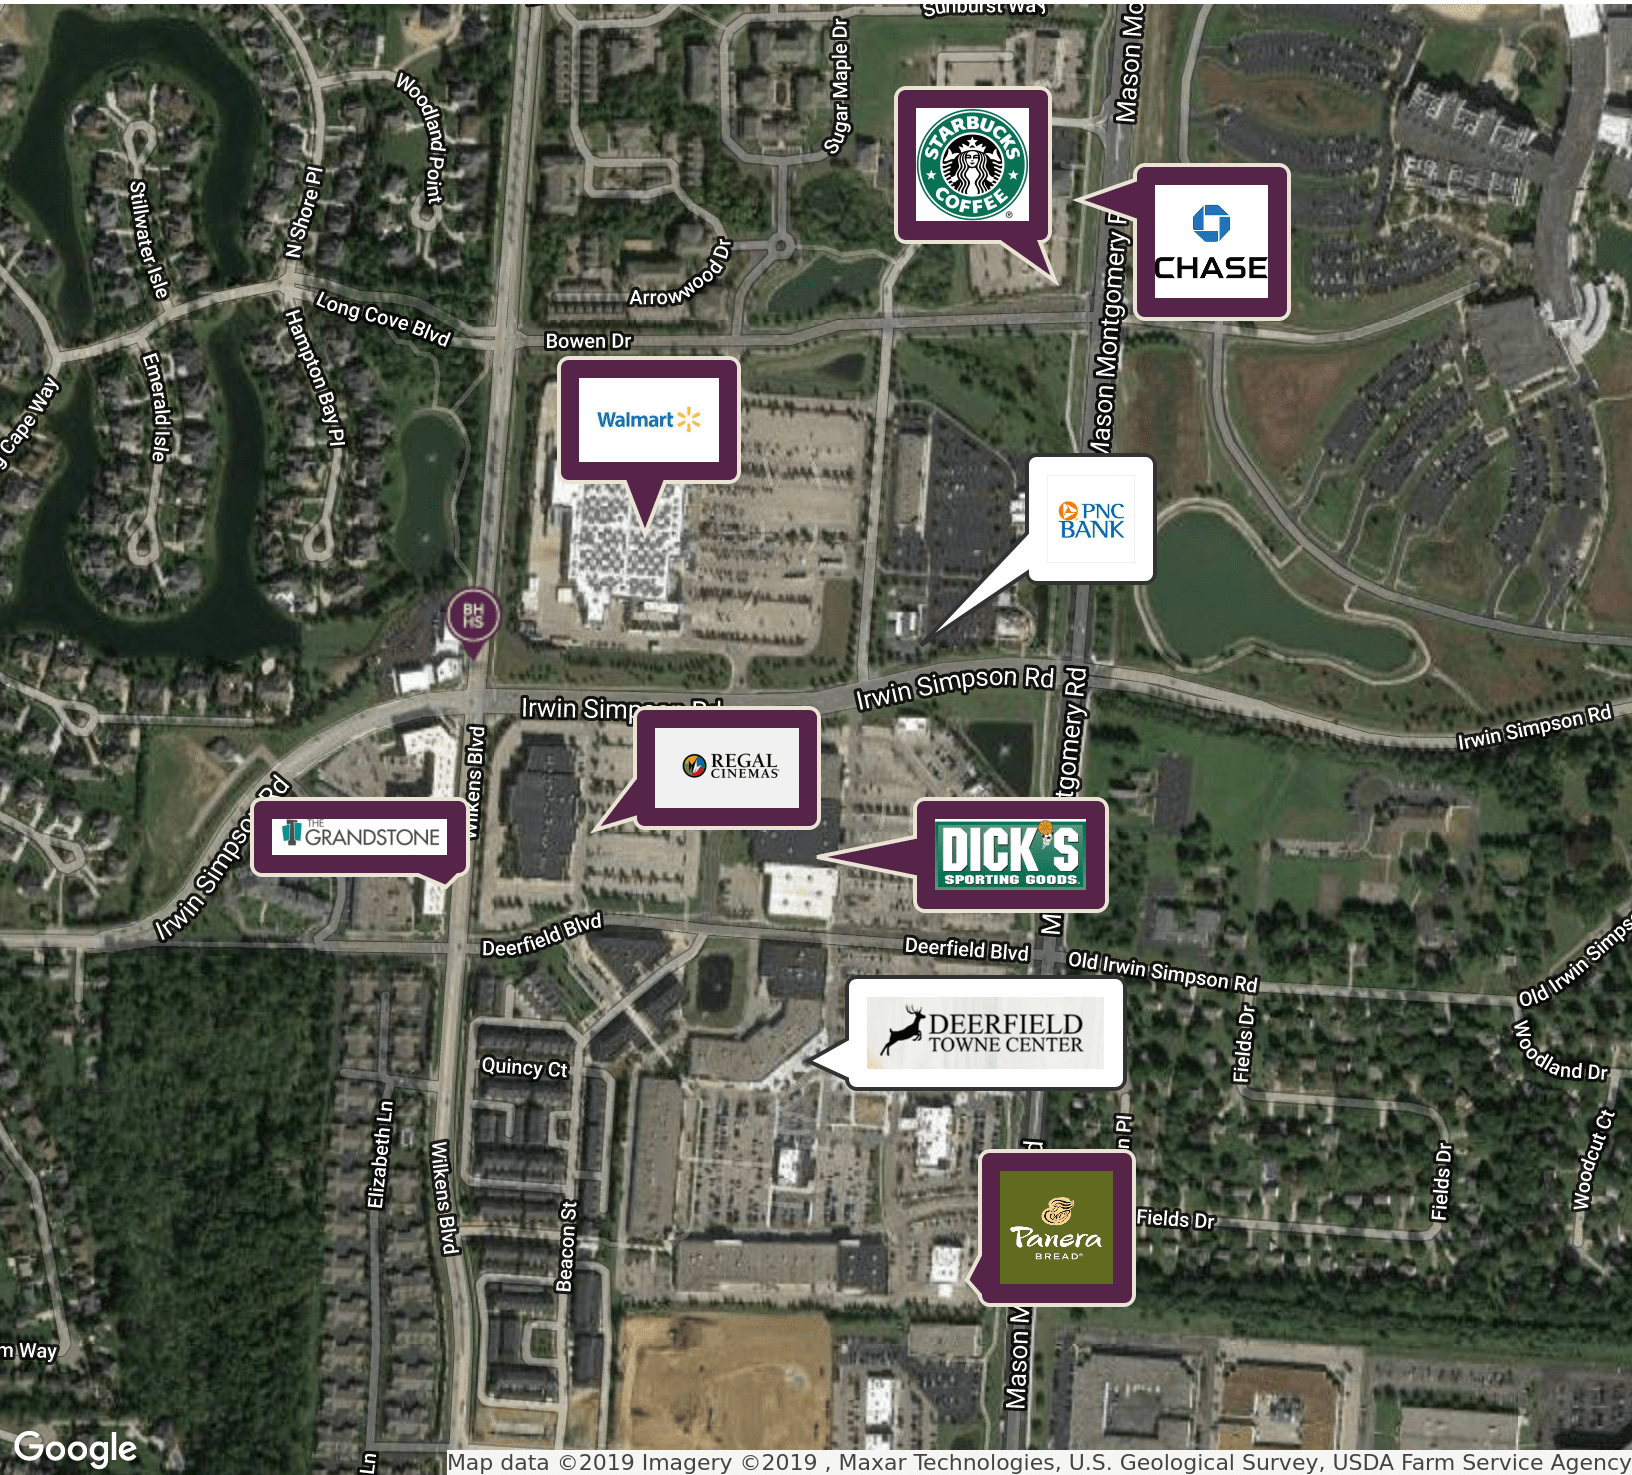 Sunburst Way
Mason Mo
Sugar Maple Dr
Woodland Point
STARBUCKS
COFFEE
®
N Shore Pl
Stillwater Isle
CHASE
Mason Montgomery R
Arrowwood Dr
Long Cove Blvd
Bowen Dr
Hampton Bay Pl
Emerald Isle
g Cape Way
Walmart
PNC
BANK
BH
HS
Irwin Simpson Rd
Irwin Simpson Rd
Irwin Simpson Rd
tgomery Rd
Wilkens Blvd
REGAL
CINEMAS
Irwin Simpson Rd
THE
GRANDSTONE
DICK'S
SPORTING GOODS
M
Deerfield Blvd
Deerfield Blvd
Old Irwin Simpson Rd
Old Irwin Simps
DEERFIELD
TOWNE CENTER
Fields Dr
Woodland Dr
Quincy Ct
Elizabeth Ln
Wilkens Blvd
n Pl
d
Woodcut Ct
Fields Dr
Fields Dr
Beacon St
Panera
BREAD®
Mason M
m Way
Ln
Google
Map data ©2019 Imagery ©2019 , Maxar Technologies, U.S. Geological Survey, USDA Farm Service Agency